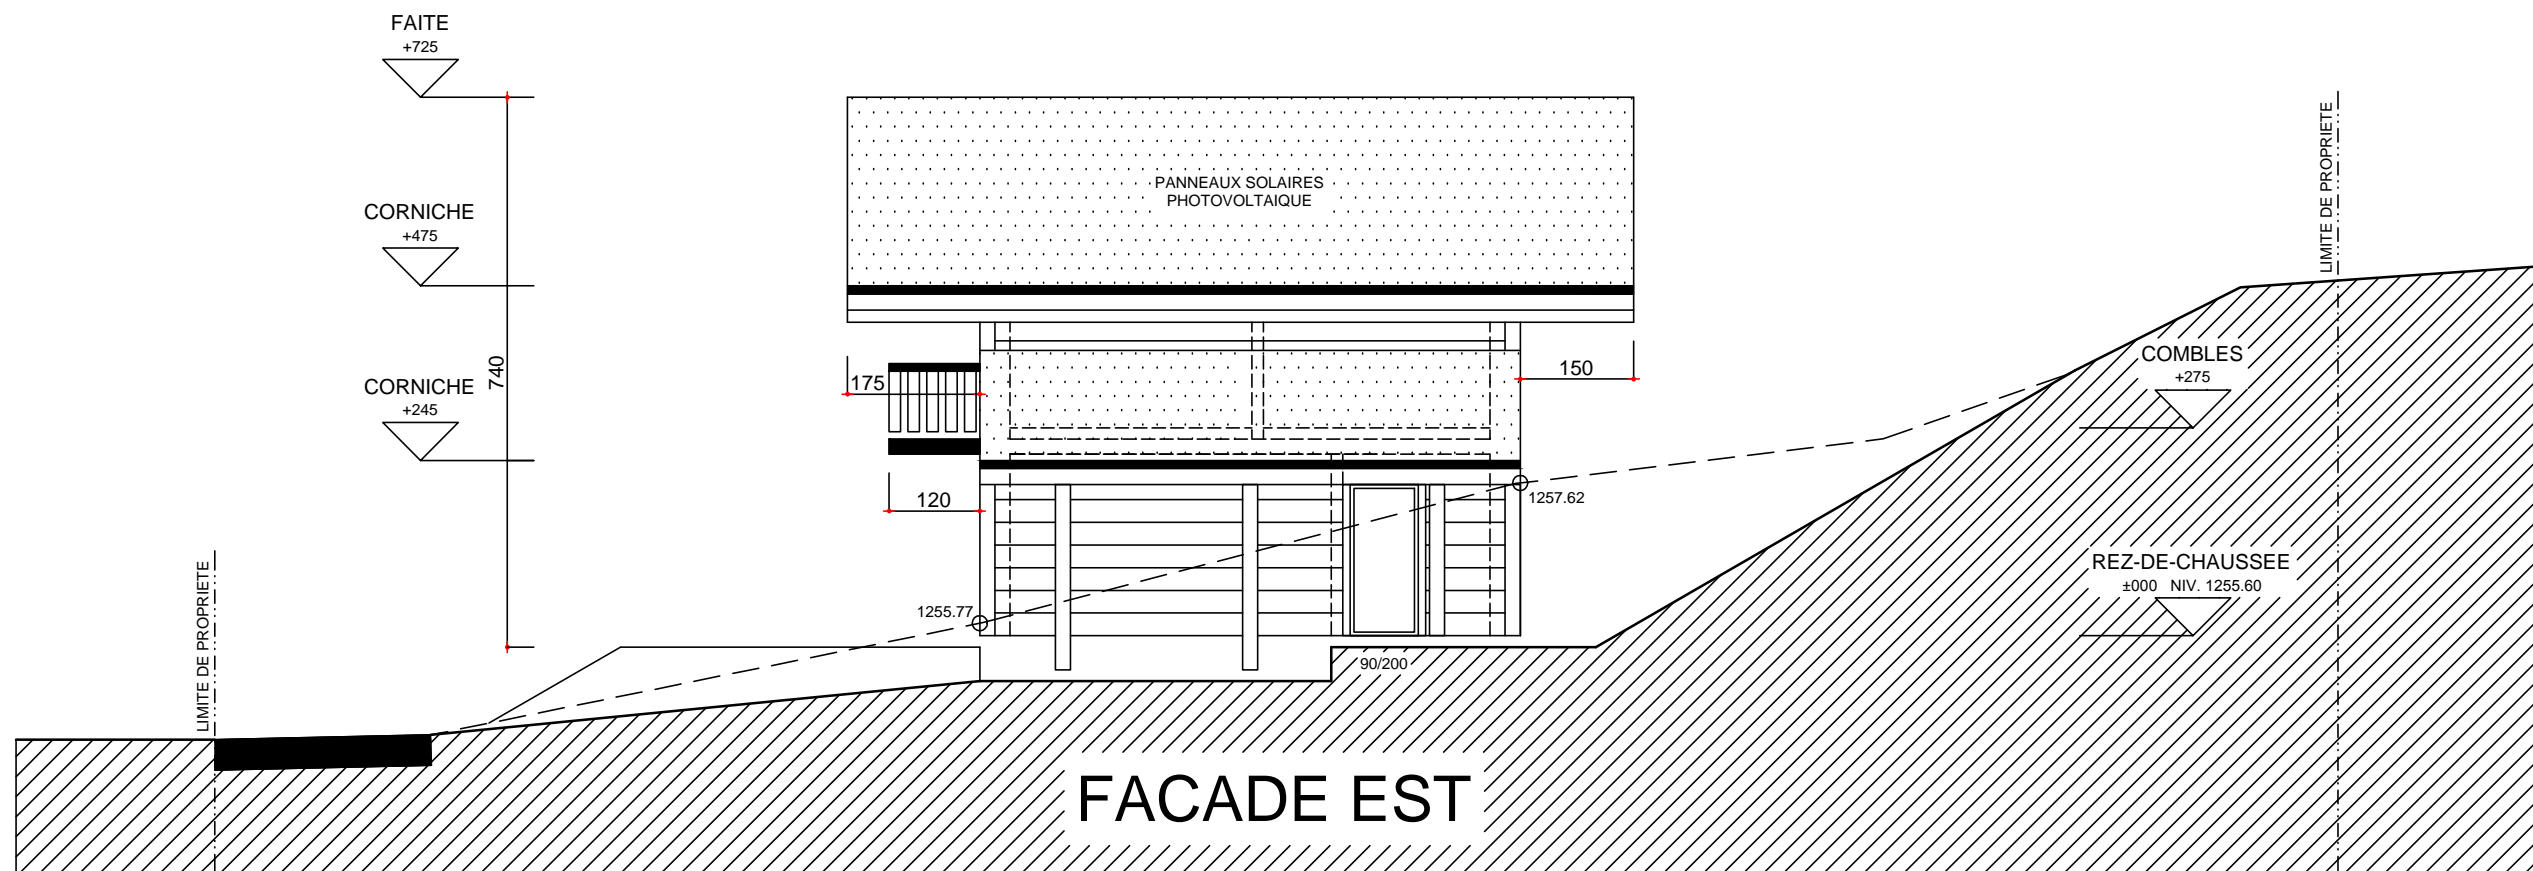 FAITE
+725
CORNICHE
+475
CORNICHE
+245
740
PANNEAUX SOLAIRES
PHOTOVOLTAIQUE
175
150
120
1257.62
1255.77
90/200
LIMITE DE PROPRIETE
LIMITE DE PROPRIETE
COMBLES
+275
REZ-DE-CHAUSSEE
±000 NIV. 1255.60
FACADE EST